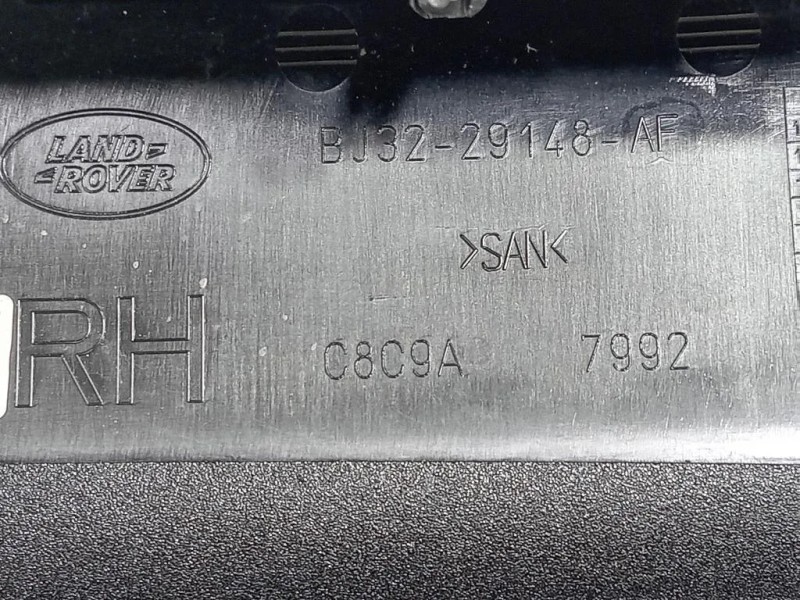 LAND
ROVER
BJ32-29148-AF
>SAN<
RH
C8C9A 7992